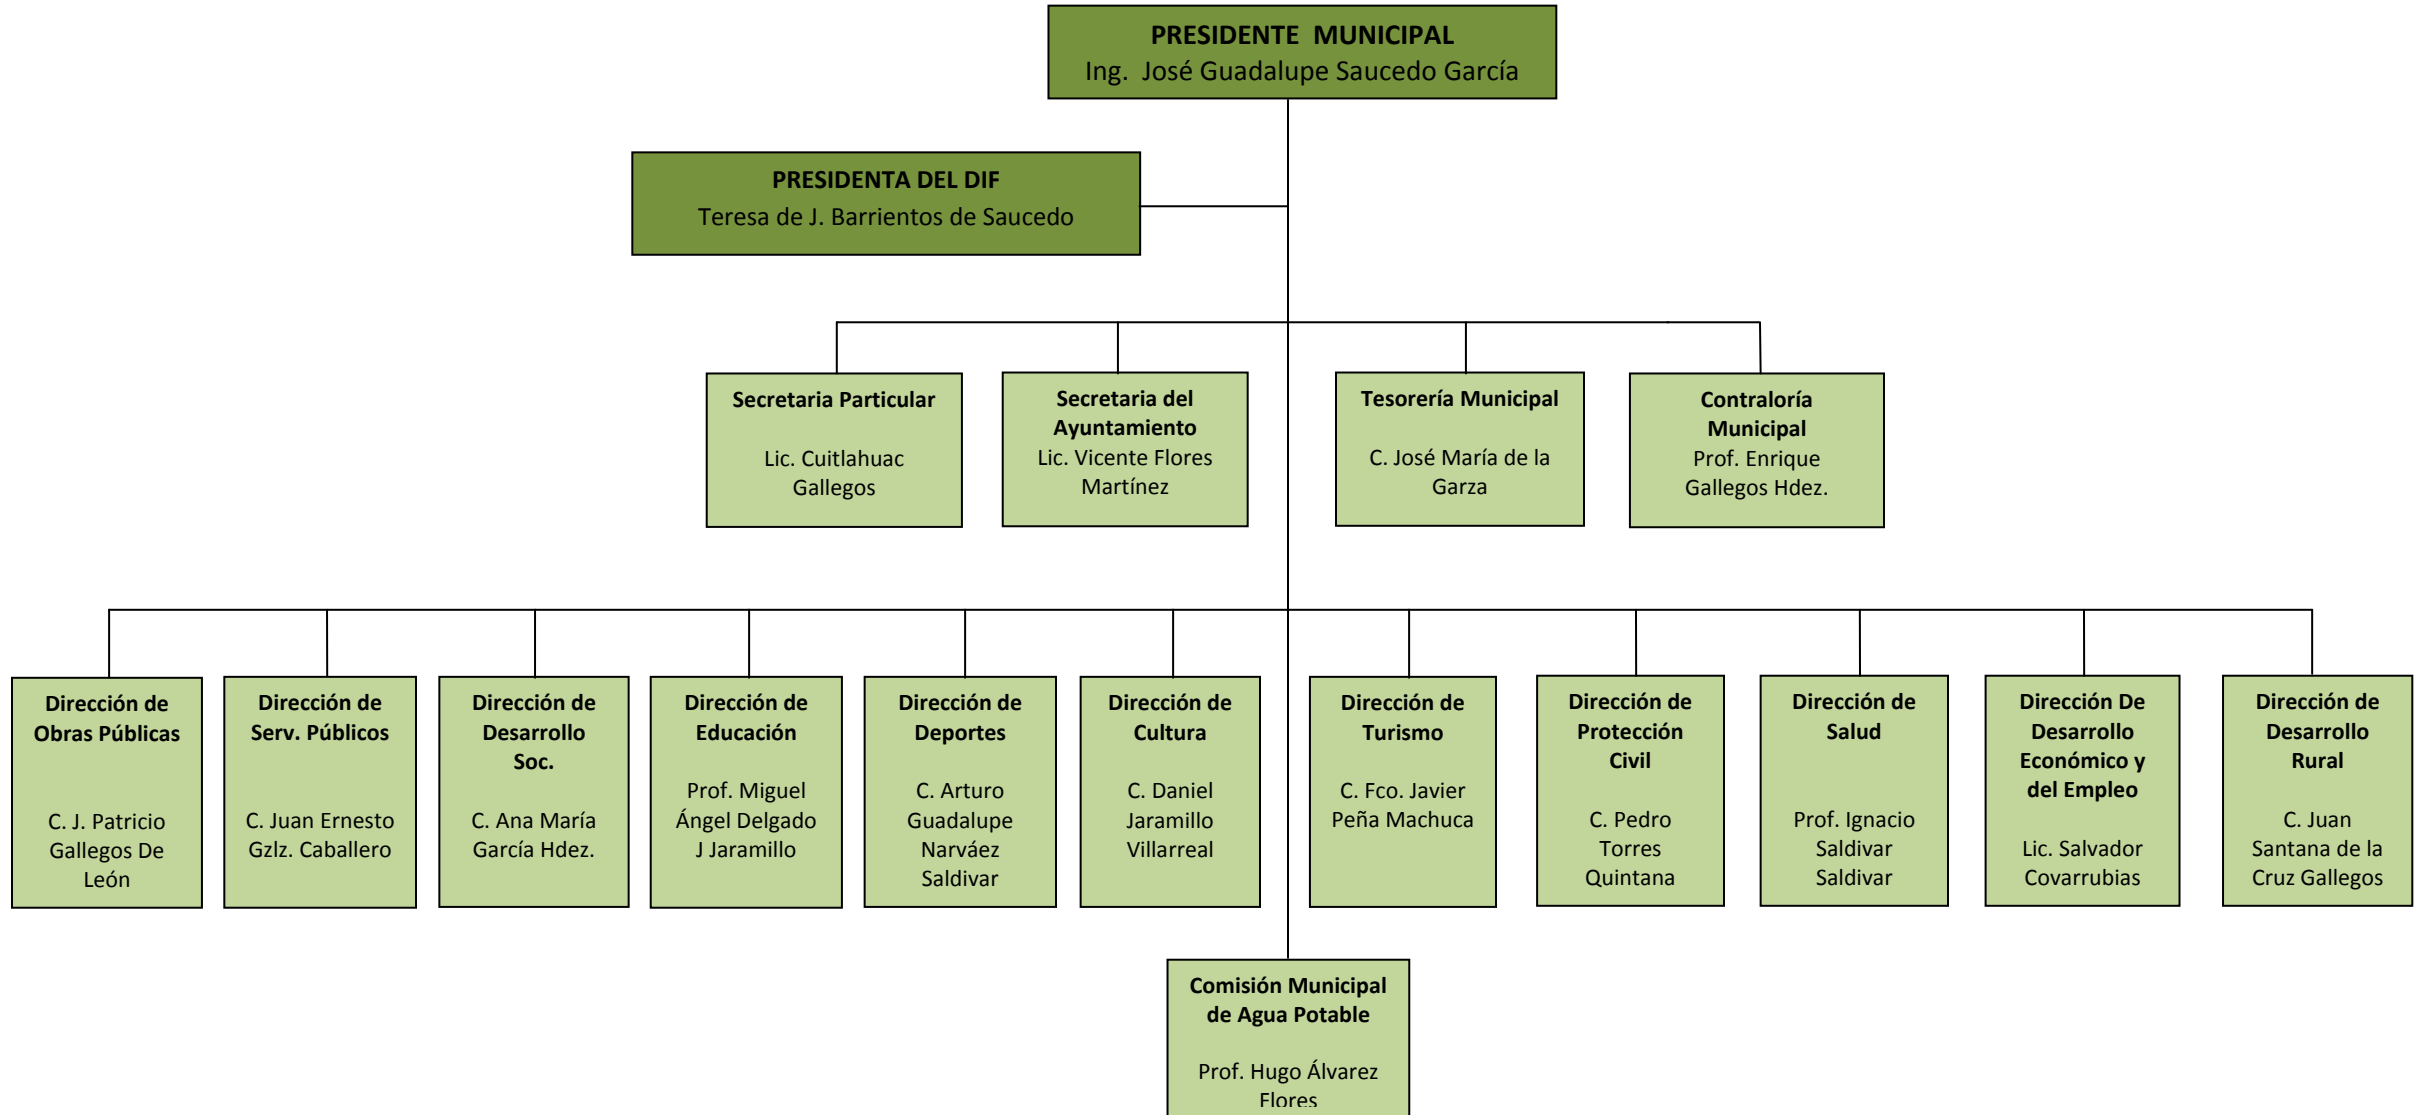 PRESIDENTE MUNICIPAL
Ing. José Guadalupe Saucedo García
PRESIDENTA DEL DIF
Teresa de J. Barrientos de Saucedo
Secretaria Particular
Lic. Cuitlahuac
Gallegos
Secretaria del
Ayuntamiento
Lic. Vicente Flores
Martínez
Tesorería Municipal
C. José María de la
Garza
Contraloría
Municipal
Prof. Enrique
Gallegos Hdez.
Dirección de
Obras Públicas
C. J. Patricio
Gallegos De
León
Dirección de
Serv. Públicos
C. Juan Ernesto
Gzlz. Caballero
Dirección de
Desarrollo
Soc.
C. Ana María
García Hdez.
Dirección de
Educación
Prof. Miguel
Ángel Delgado
J Jaramillo
Dirección de
Deportes
C. Arturo
Guadalupe
Narváez
Saldivar
Dirección de
Cultura
C. Daniel
Jaramillo
Villarreal
Dirección de
Turismo
C. Fco. Javier
Peña Machuca
Dirección de
Protección
Civil
C. Pedro
Torres
Quintana
Dirección de
Salud
Prof. Ignacio
Saldivar
Saldivar
Dirección De
Desarrollo
Económico y
del Empleo
Lic. Salvador
Covarrubias
Dirección de
Desarrollo
Rural
C. Juan
Santana de la
Cruz Gallegos
Comisión Municipal
de Agua Potable
Prof. Hugo Álvarez
Flores